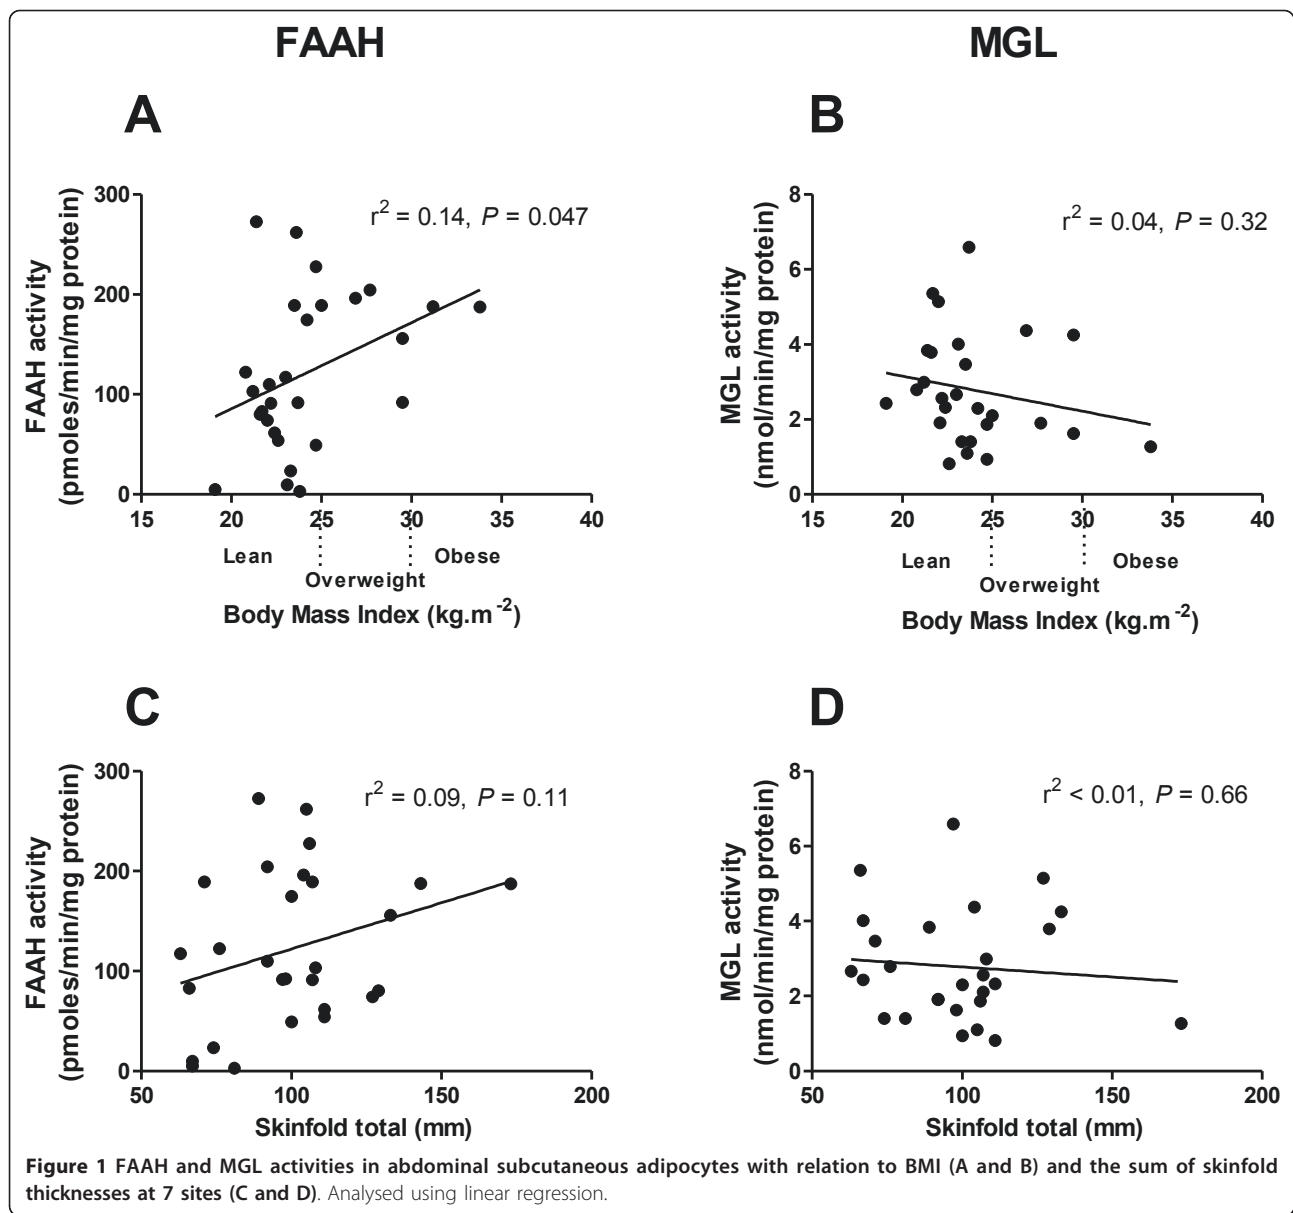 FAAH
MGL
A
300
200
100
0
FAAH activity
(pmoles/min/mg protein)
r² = 0.14, P = 0.047
15 20 25 30 35 40
Lean
Overweight
Obese
Body Mass Index (kg.m⁻²)
B
8
6
4
2
0
MGL activity
(nmol/min/mg protein)
r² = 0.04, P = 0.32
15 20 25 30 35 40
Lean
Overweight
Obese
Body Mass Index (kg.m⁻²)
C
300
200
100
0
FAAH activity
(pmoles/min/mg protein)
r² = 0.09, P = 0.11
50 100 150 200
Skinfold total (mm)
D
8
6
4
2
0
MGL activity
(nmol/min/mg protein)
r² < 0.01, P = 0.66
50 100 150 200
Skinfold total (mm)
Figure 1 FAAH and MGL activities in abdominal subcutaneous adipocytes with relation to BMI (A and B) and the sum of skinfold
thicknesses at 7 sites (C and D). Analysed using linear regression.